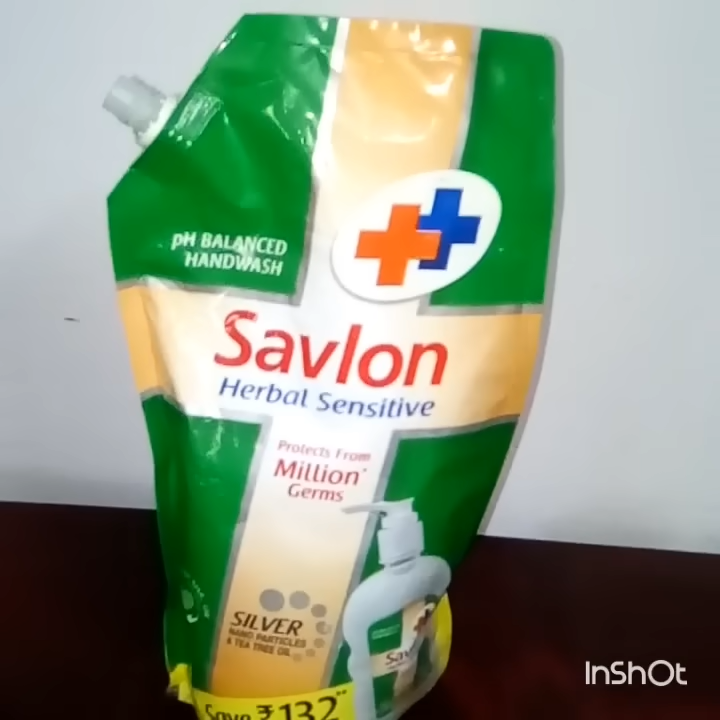 pH BALANCED
HANDWASH
Savlon
Herbal Sensitive
Protects From
Million*
Germs
SILVER
NANO PARTICLES
& TEA TREE OIL
Save ₹132**
InShOt